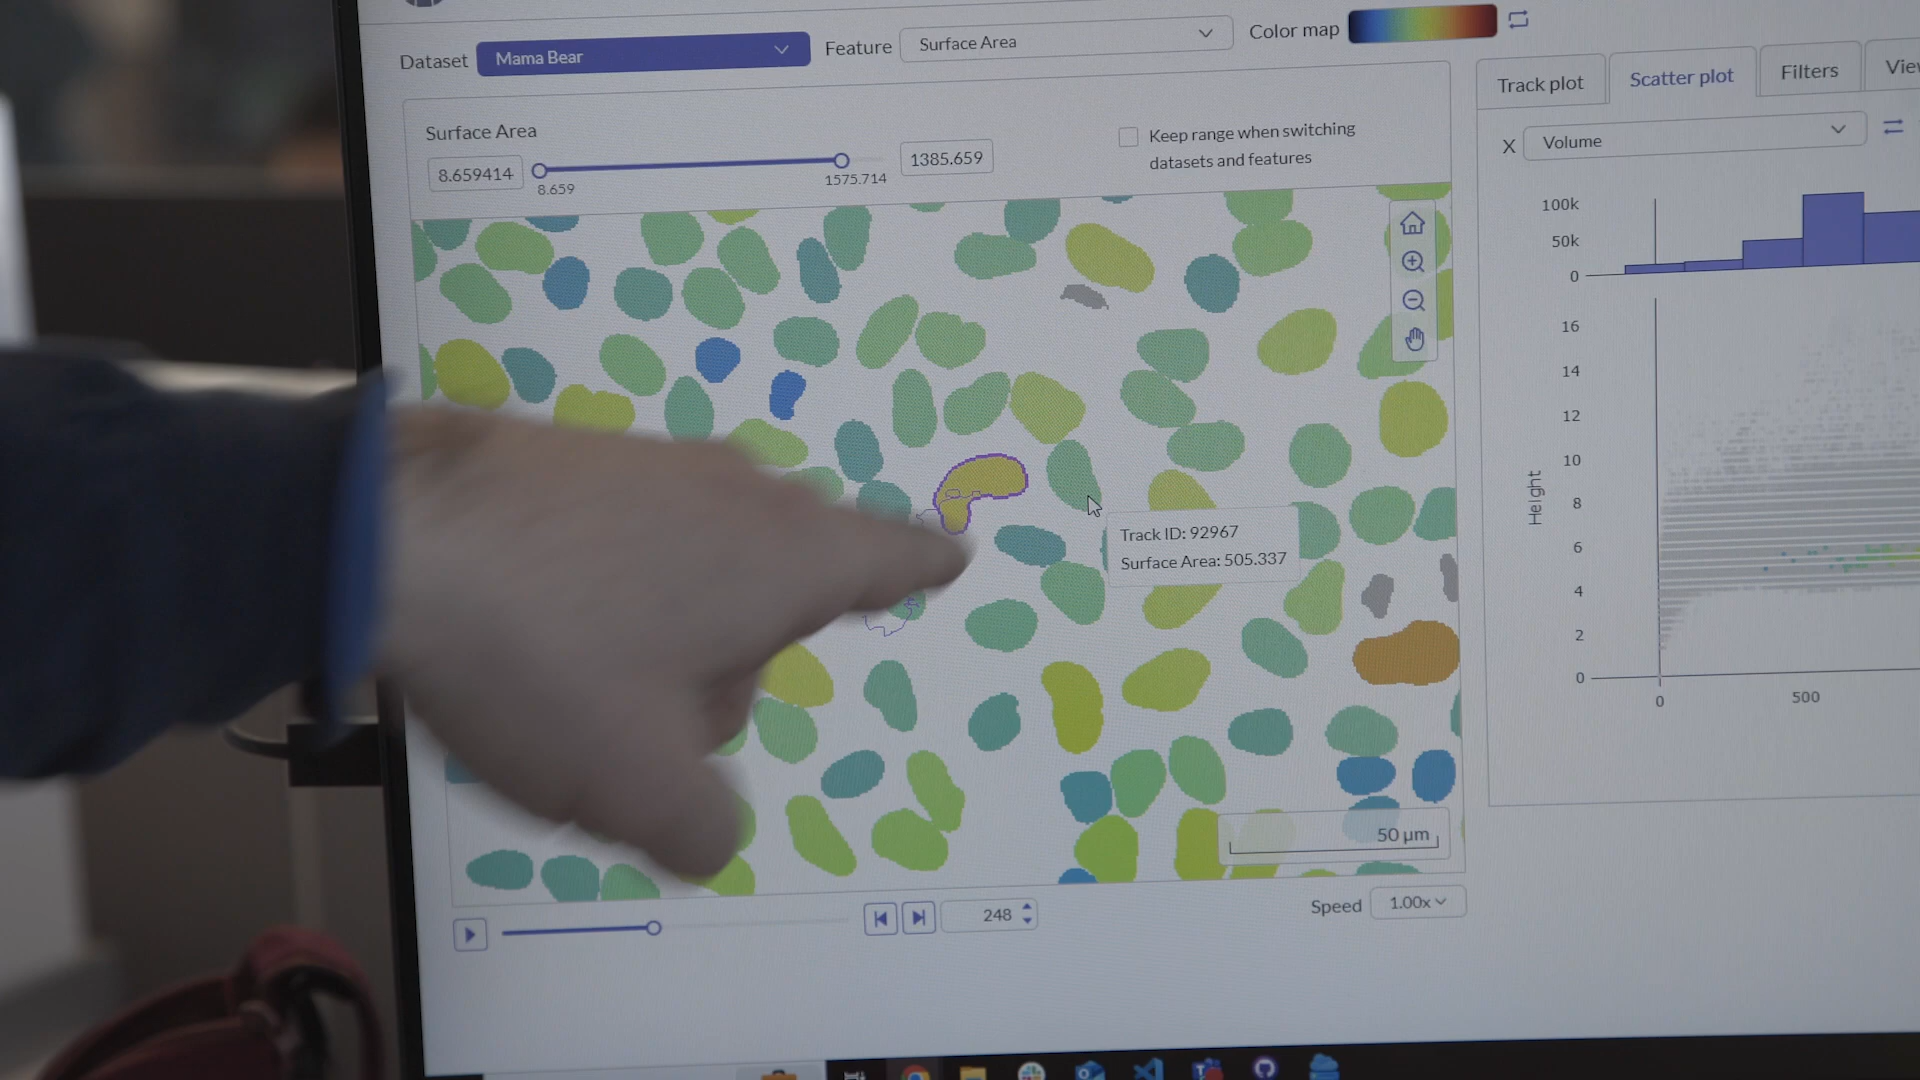 Dataset
Mama Bear
Feature
Surface Area
Color map
Surface Area
8.659414
8.659
1575.714
1385.659
Keep range when switching
datasets and features
Track ID: 92967
Surface Area: 505.337
50 µm
248
Speed
1.00x
Track plot
Scatter plot
Filters
X
Volume
100k
50k
0
16
14
12
10
8
6
4
2
0
Height
0
500